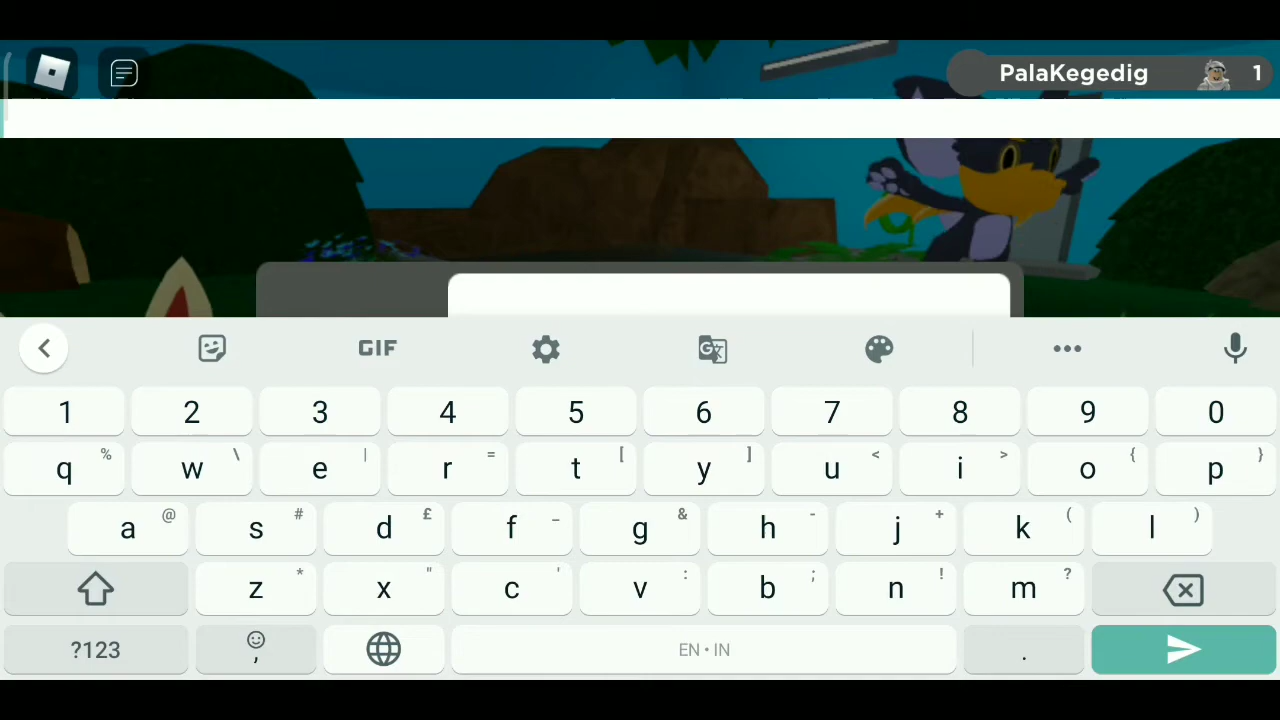 PalaKegedig 1
GIF
1 2 3 4 5 6 7 8 9 0
q % w \ e | r = t [ y ] u < i > o { p }
a @ s # d £ f _ g & h - j + k ( l )
z * x " c ' v : b ; n ! m ?
?123 , EN • IN .